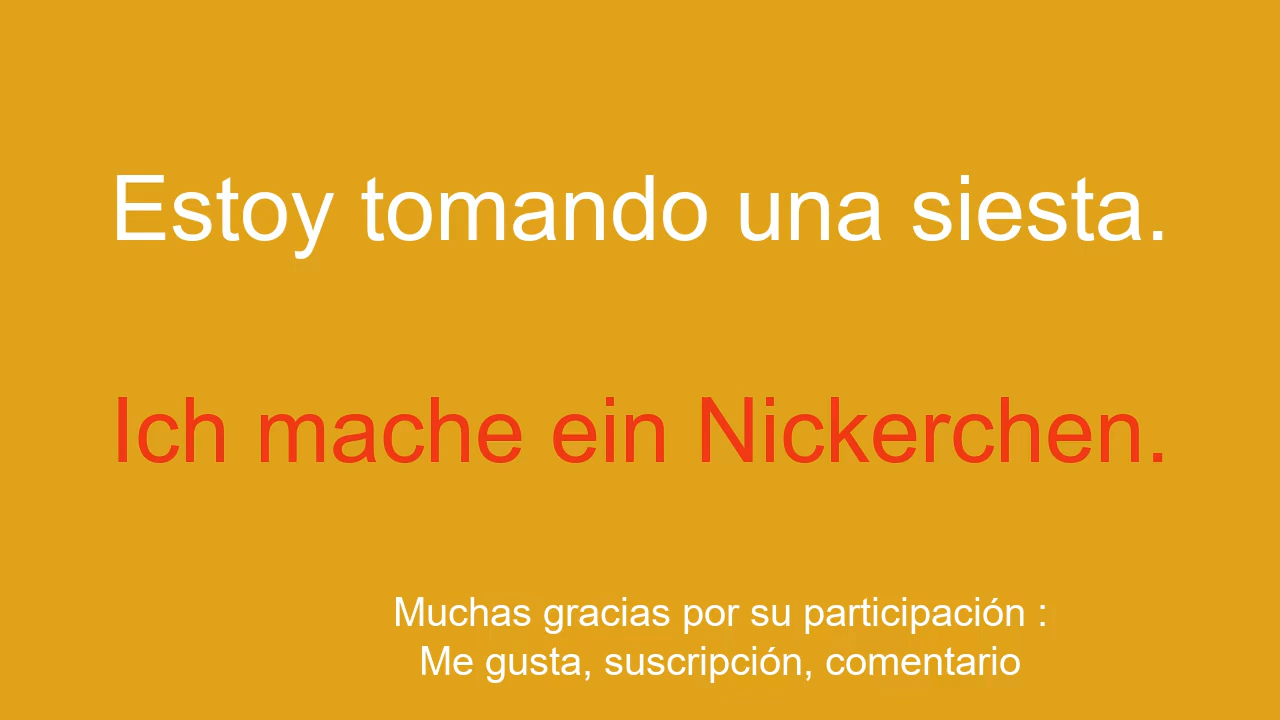 Estoy tomando una siesta.
Ich mache ein Nickerchen.
Muchas gracias por su participación :
Me gusta, suscripción, comentario